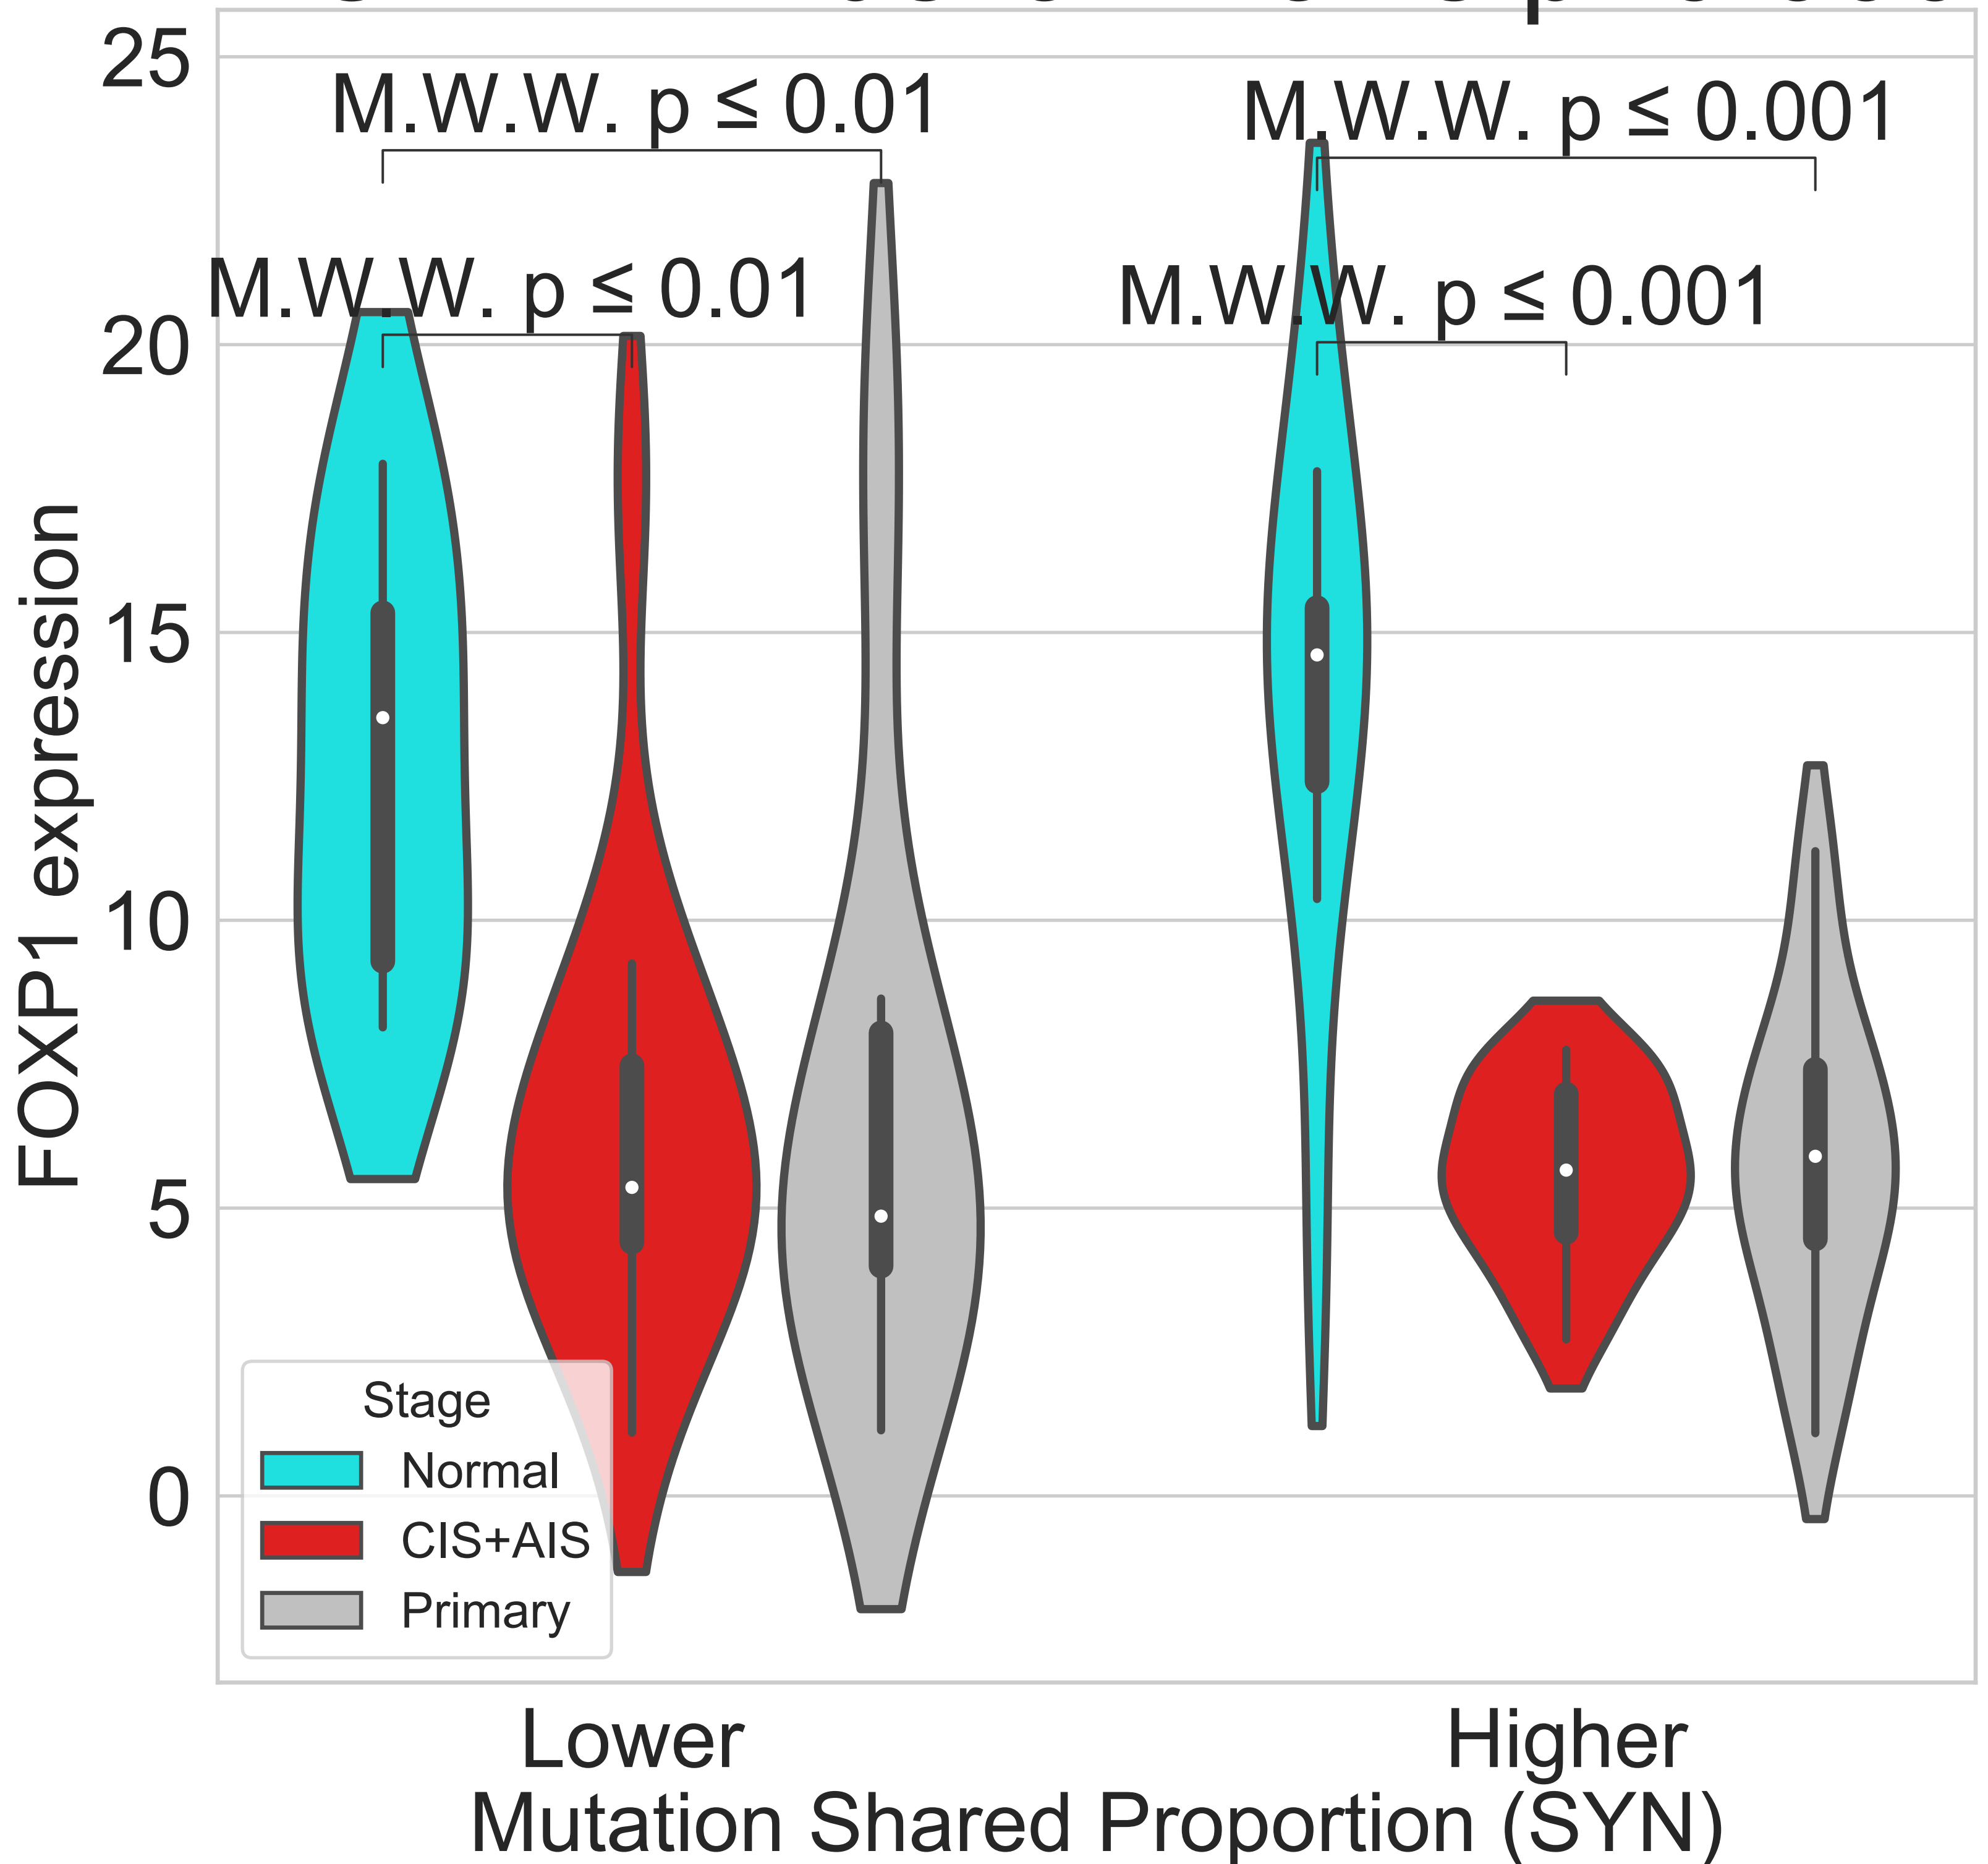 25
M.W.W. p ≤ 0.01
M.W.W. p ≤ 0.001
M.W.W. p ≤ 0.01
M.W.W. p ≤ 0.001
20
15
10
5
0
FOXP1 expression
Stage
Normal
CIS+AIS
Primary
Lower
Higher
Mutation Shared Proportion (SYN)